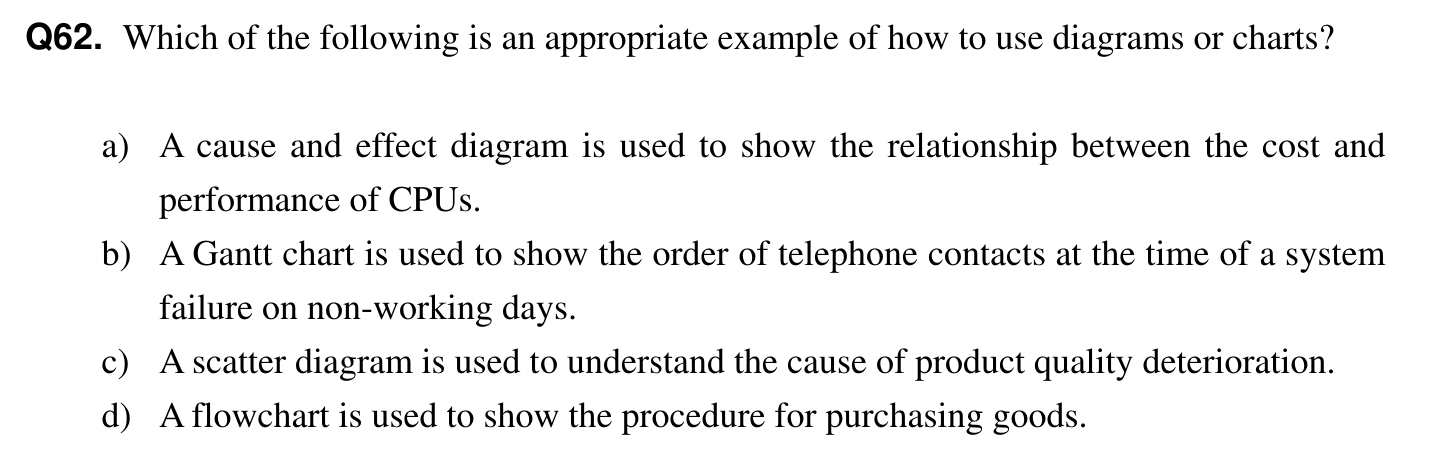 Q62. Which of the following is an appropriate example of how to use diagrams or charts?
a) A cause and effect diagram is used to show the relationship between the cost and
performance of CPUs.
b) A Gantt chart is used to show the order of telephone contacts at the time of a system
failure on non-working days.
c) A scatter diagram is used to understand the cause of product quality deterioration.
d) A flowchart is used to show the procedure for purchasing goods.